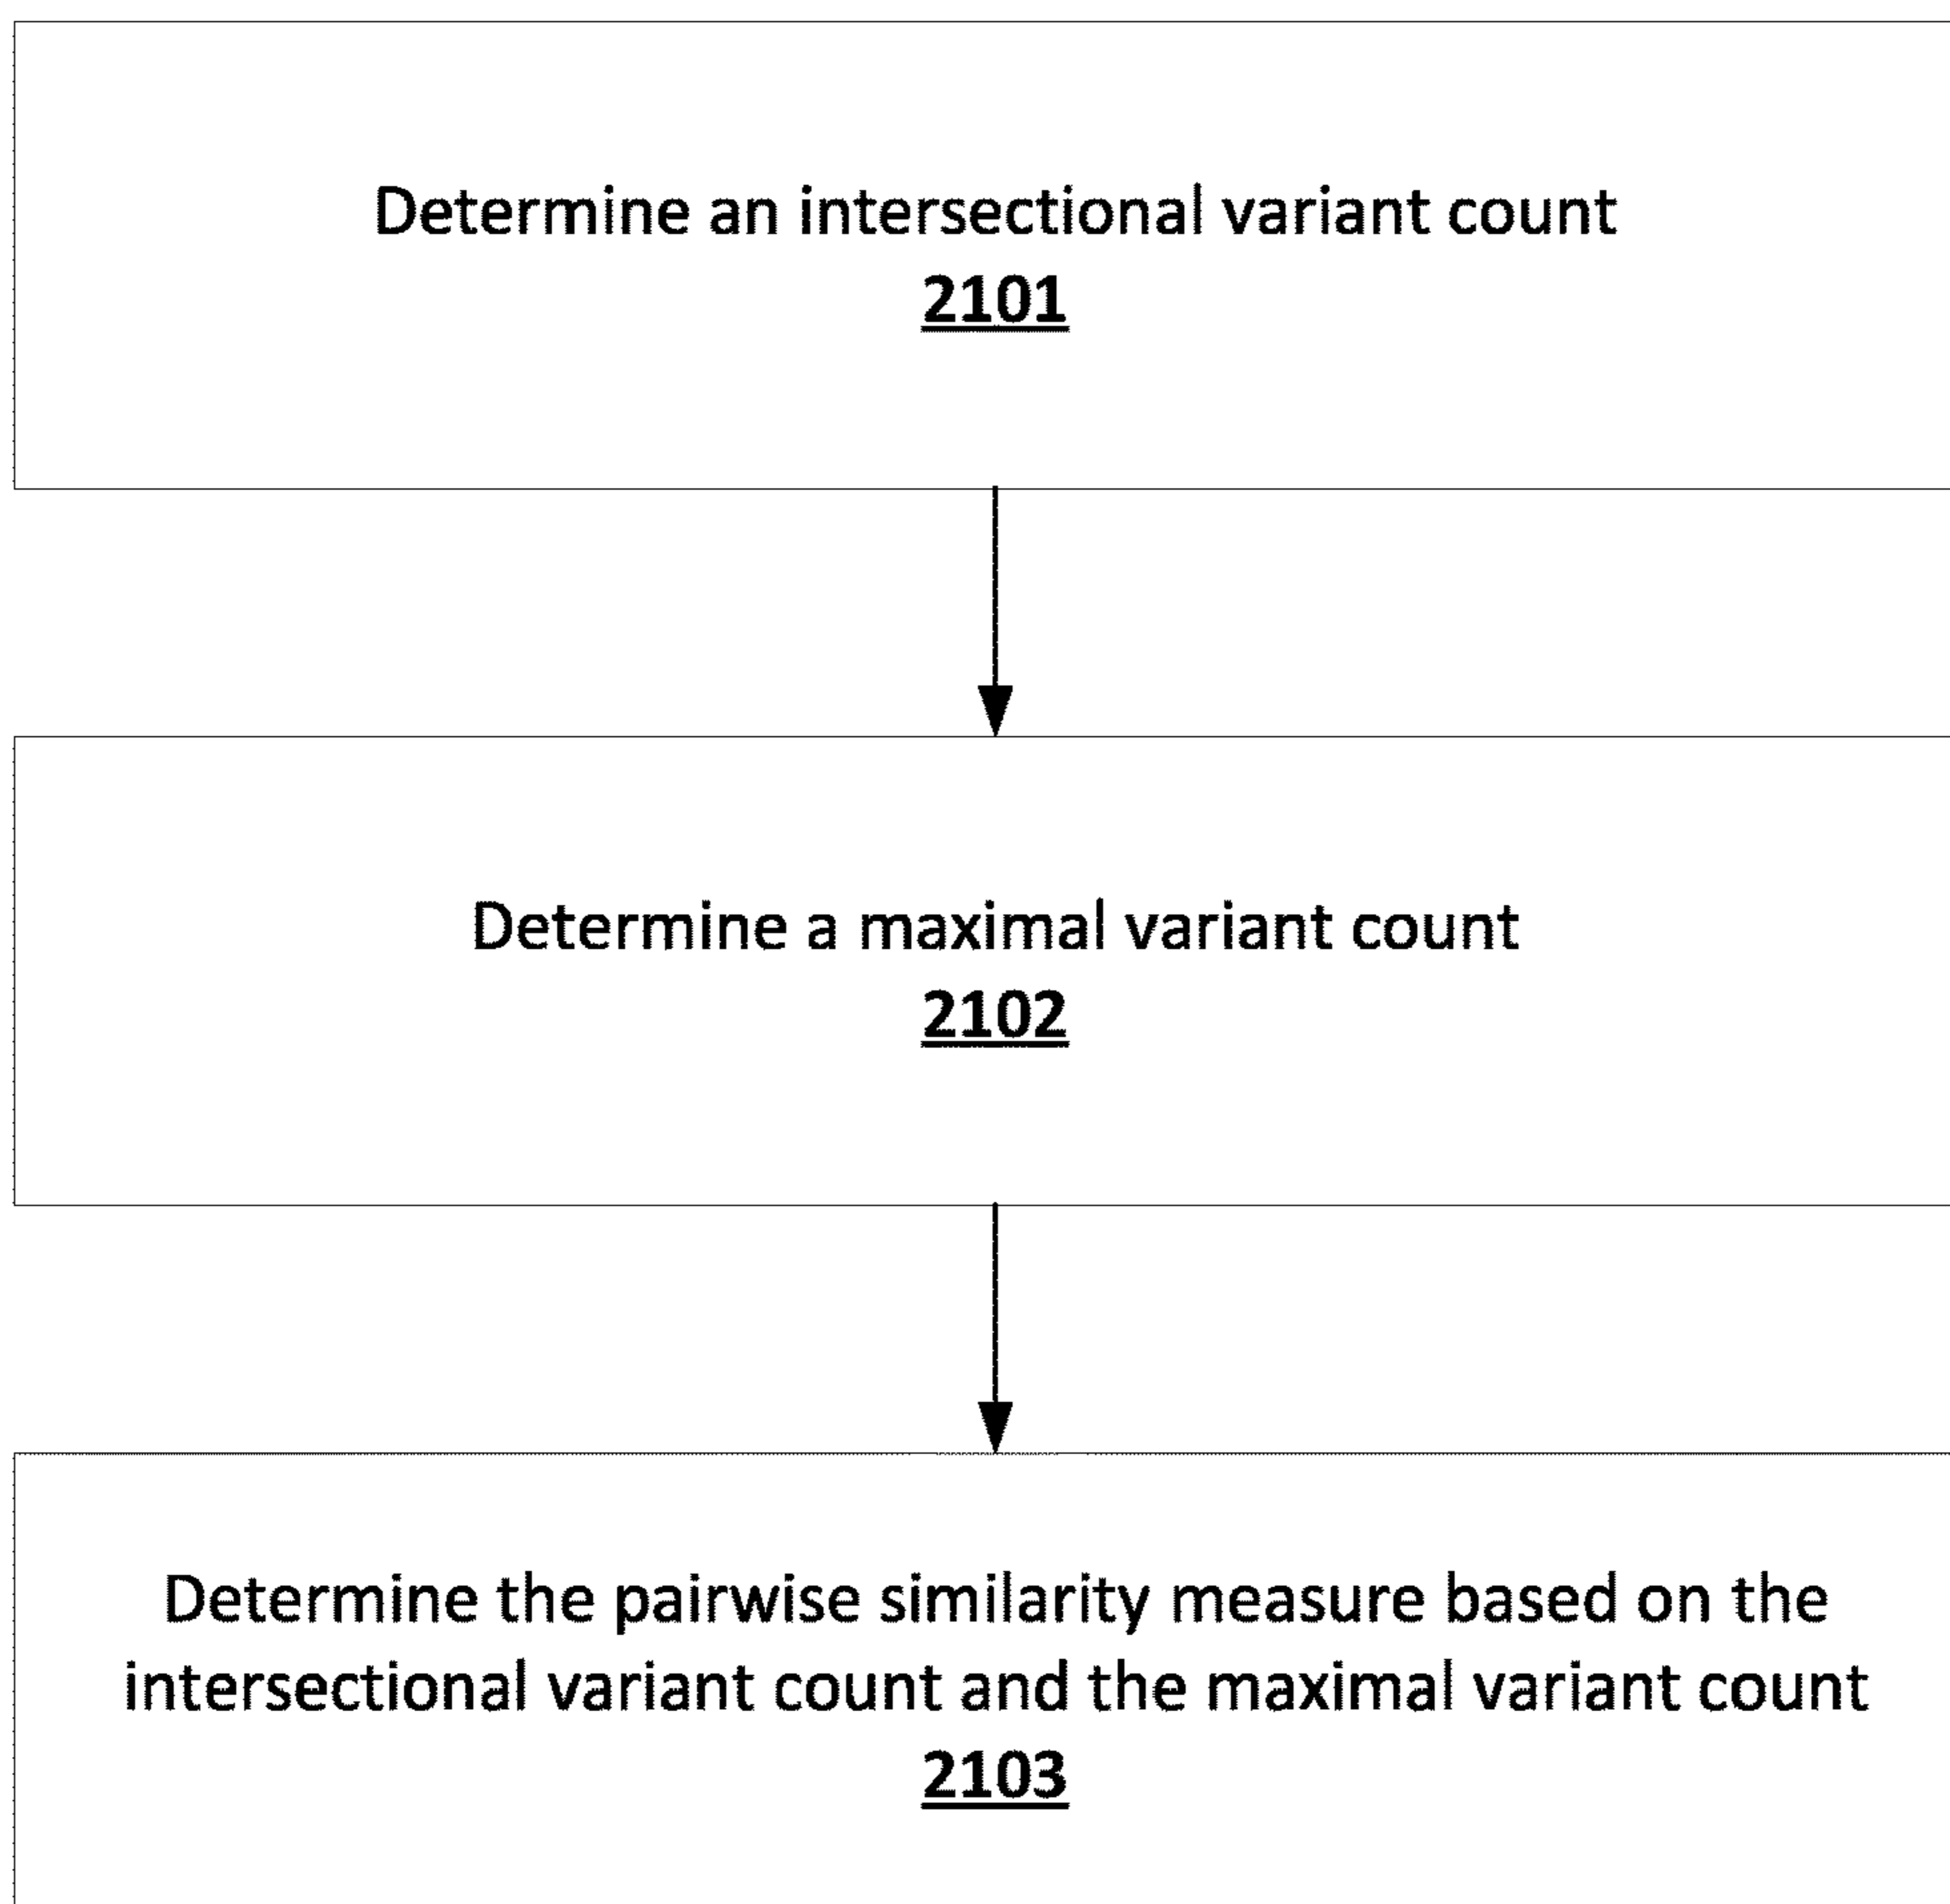 Determine an intersectional variant count
2101
Determine a maximal variant count
2102
Determine the pairwise similarity measure based on the
intersectional variant count and the maximal variant count
2103